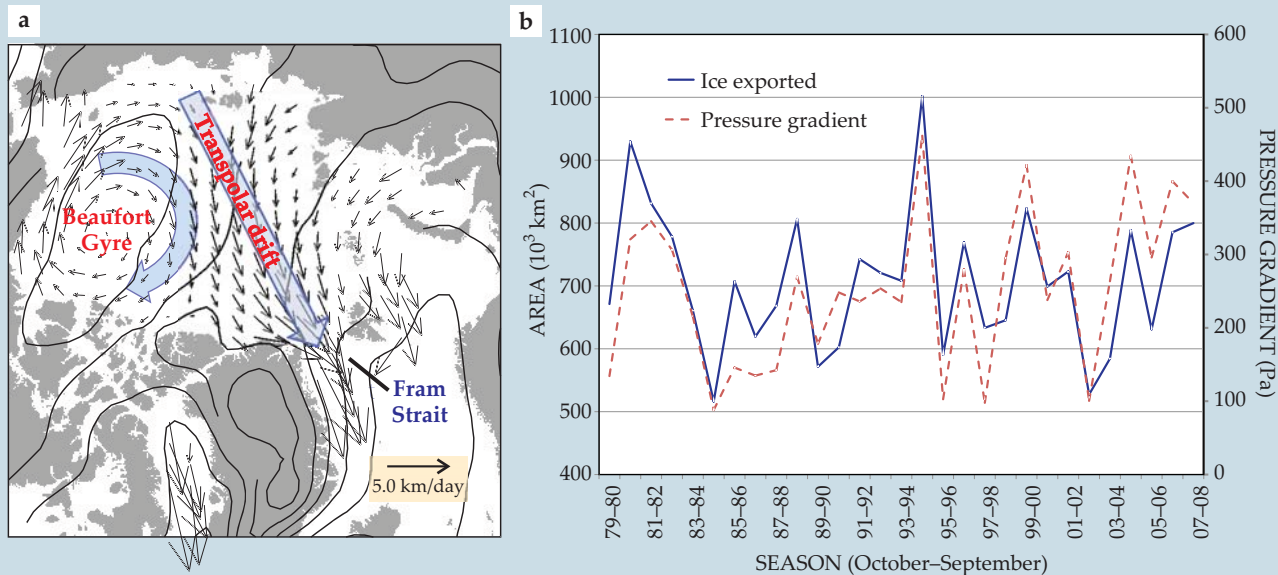 a
Transpolar drift
Beaufort
Gyre
Fram
Strait
5.0 km/day
b
1100
1000
900
800
700
600
500
400
AREA (10³ km²)
Ice exported
Pressure gradient
600
500
400
300
200
100
0
PRESSURE GRADIENT (Pa)
79-80
81-82
83-84
85-86
87-88
89-90
91-92
93-94
95-96
97-98
99-00
01-02
03-04
05-06
07-08
SEASON (October–September)